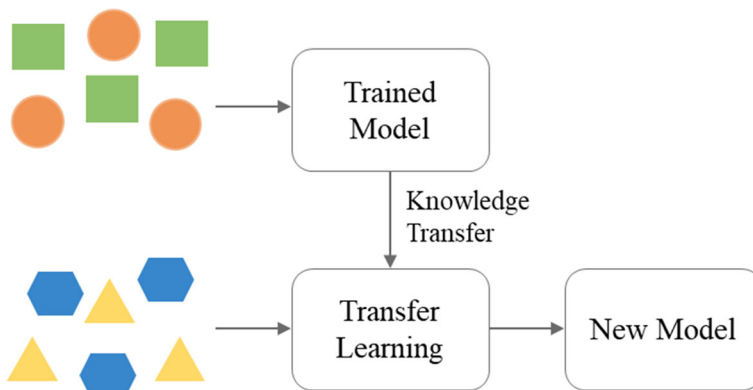 Trained
Model
Knowledge
Transfer
Transfer
Learning
New Model